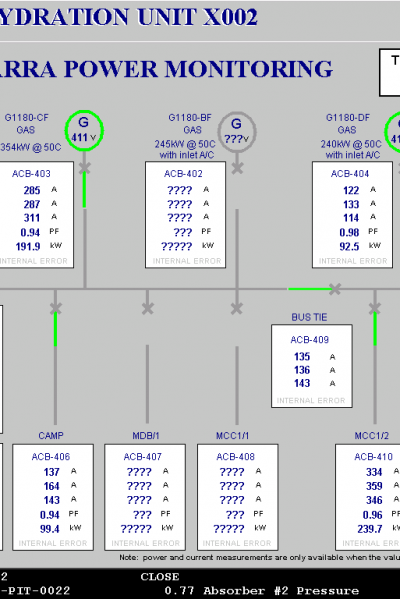 YDRATION UNIT X002
ARRA POWER MONITORING
T
G1180-CF
GAS
354kW @ 50C
G
411 V
G1180-BF
GAS
245kW @ 50C
with inlet A/C
G
??? V
G1180-DF
GAS
240kW @ 50C
with inlet A/C
G
41
ACB-403
285 A
287 A
311 A
0.94 PF
191.9 kW
INTERNAL ERROR
ACB-402
???? A
???? A
???? A
??? PF
????? kW
INTERNAL ERROR
ACB-404
122 A
133 A
114 A
0.98 PF
92.5 kW
INTERNAL ERROR
BUS TIE
ACB-409
135 A
136 A
143 A
INTERNAL ERROR
CAMP
ACB-406
137 A
164 A
143 A
0.94 PF
99.4 kW
INTERNAL ERROR
MDB/1
ACB-407
???? A
???? A
???? A
??? PF
????? kW
INTERNAL ERROR
MCC1/1
ACB-408
???? A
???? A
???? A
??? PF
????? kW
INTERNAL ERROR
MCC1/2
ACB-410
334 A
359 A
346 A
0.96 PF
239.7 kW
INTERNAL ERROR
Note: power and current measurements are only available when the valu
2 CLOSE
-PIT-0022 0.77 Absorber #2 Pressure